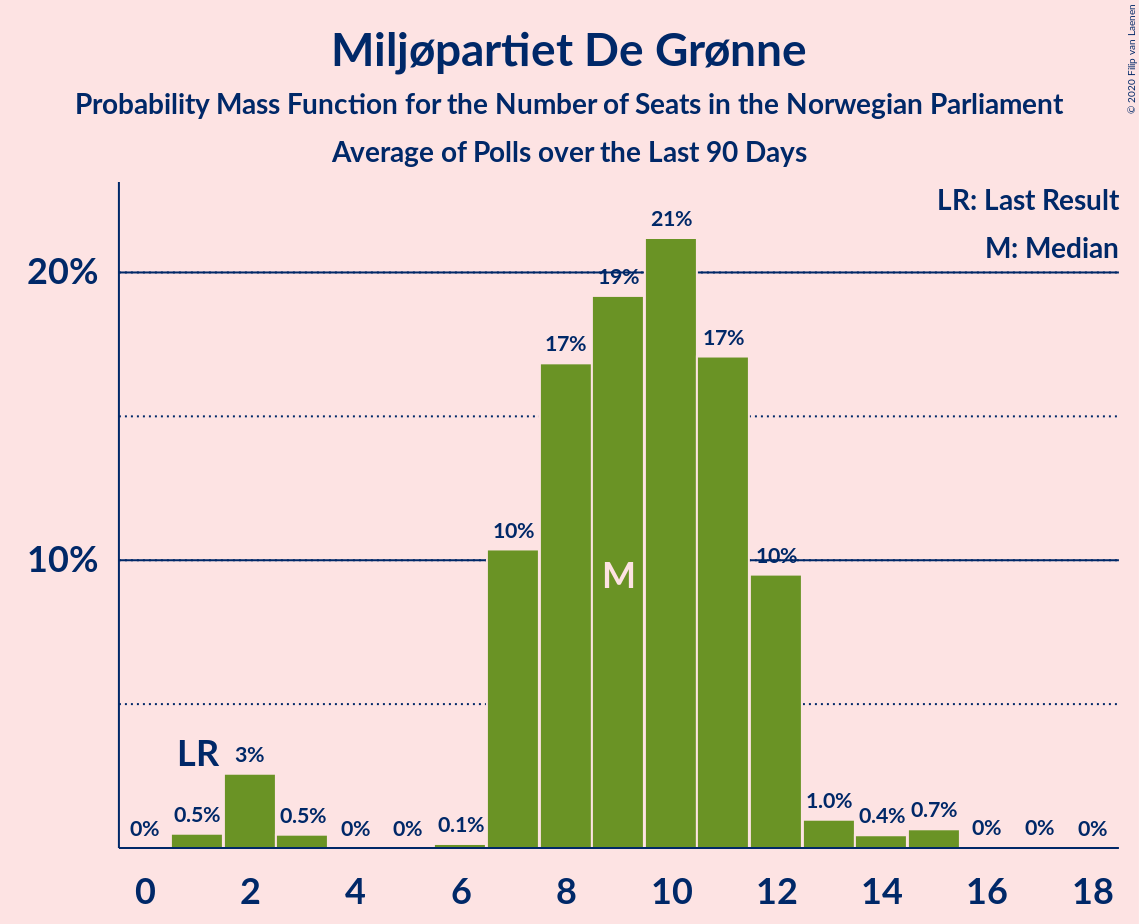 Miljøpartiet De Grønne
Probability Mass Function for the Number of Seats in the Norwegian Parliament
Average of Polls over the Last 90 Days
© 2020 Filip van Laenen
LR: Last Result
M: Median
20%
10%
0%
0.5%
LR
3%
0.5%
0%
0%
0.1%
10%
17%
19%
M
21%
17%
10%
1.0%
0.4%
0.7%
0%
0%
0%
0 2 4 6 8 10 12 14 16 18